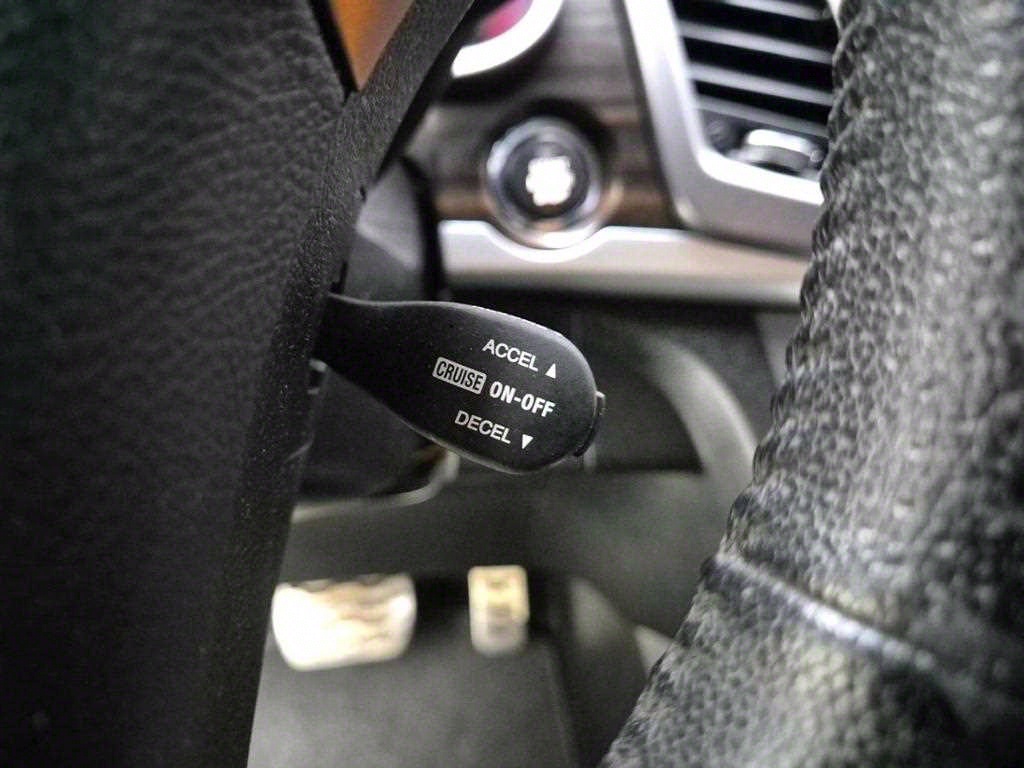 ACCEL ▲
CRUISE ON-OFF
DECEL ▼